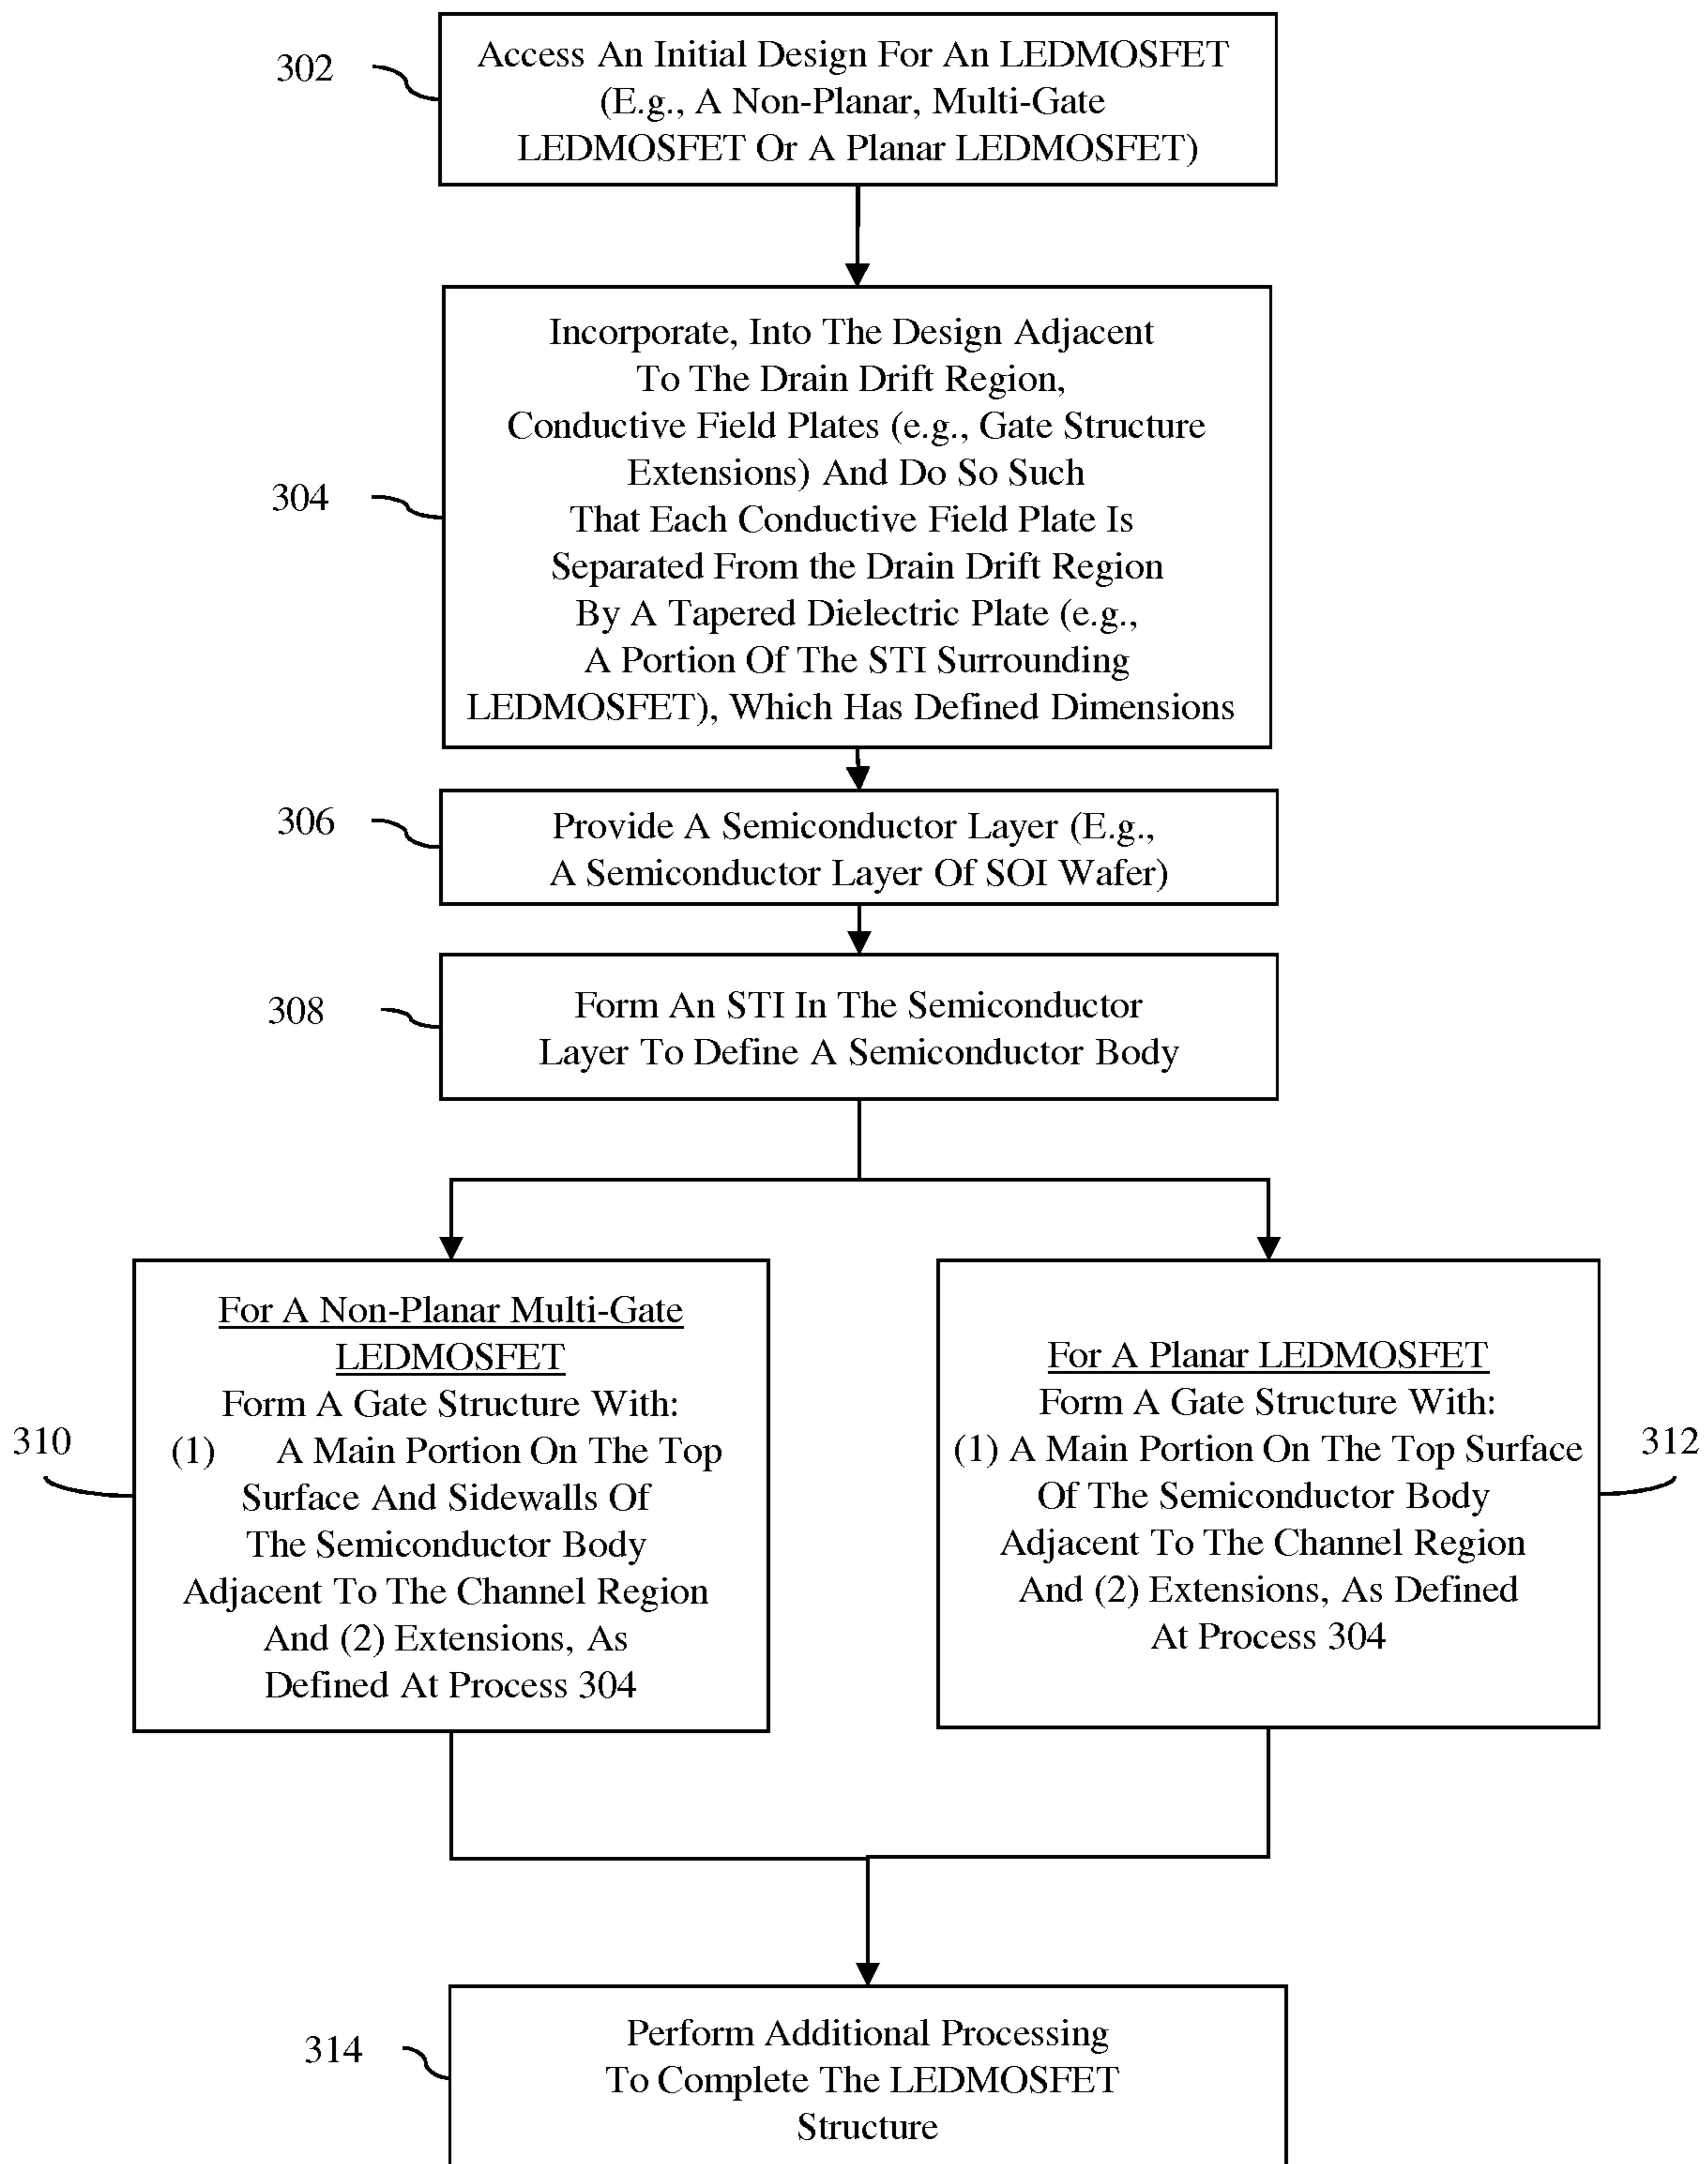 302
Access An Initial Design For An LEDMOSFET
(E.g., A Non-Planar, Multi-Gate
LEDMOSFET Or A Planar LEDMOSFET)
304
Incorporate, Into The Design Adjacent
To The Drain Drift Region,
Conductive Field Plates (e.g., Gate Structure
Extensions) And Do So Such
That Each Conductive Field Plate Is
Separated From the Drain Drift Region
By A Tapered Dielectric Plate (e.g.,
A Portion Of The STI Surrounding
LEDMOSFET), Which Has Defined Dimensions
306
Provide A Semiconductor Layer (E.g.,
A Semiconductor Layer Of SOI Wafer)
308
Form An STI In The Semiconductor
Layer To Define A Semiconductor Body
310
For A Non-Planar Multi-Gate
LEDMOSFET
Form A Gate Structure With:
(1) A Main Portion On The Top
Surface And Sidewalls Of
The Semiconductor Body
Adjacent To The Channel Region
And (2) Extensions, As
Defined At Process 304
For A Planar LEDMOSFET
Form A Gate Structure With:
(1) A Main Portion On The Top Surface
Of The Semiconductor Body
Adjacent To The Channel Region
And (2) Extensions, As Defined
At Process 304
312
314
Perform Additional Processing
To Complete The LEDMOSFET
Structure